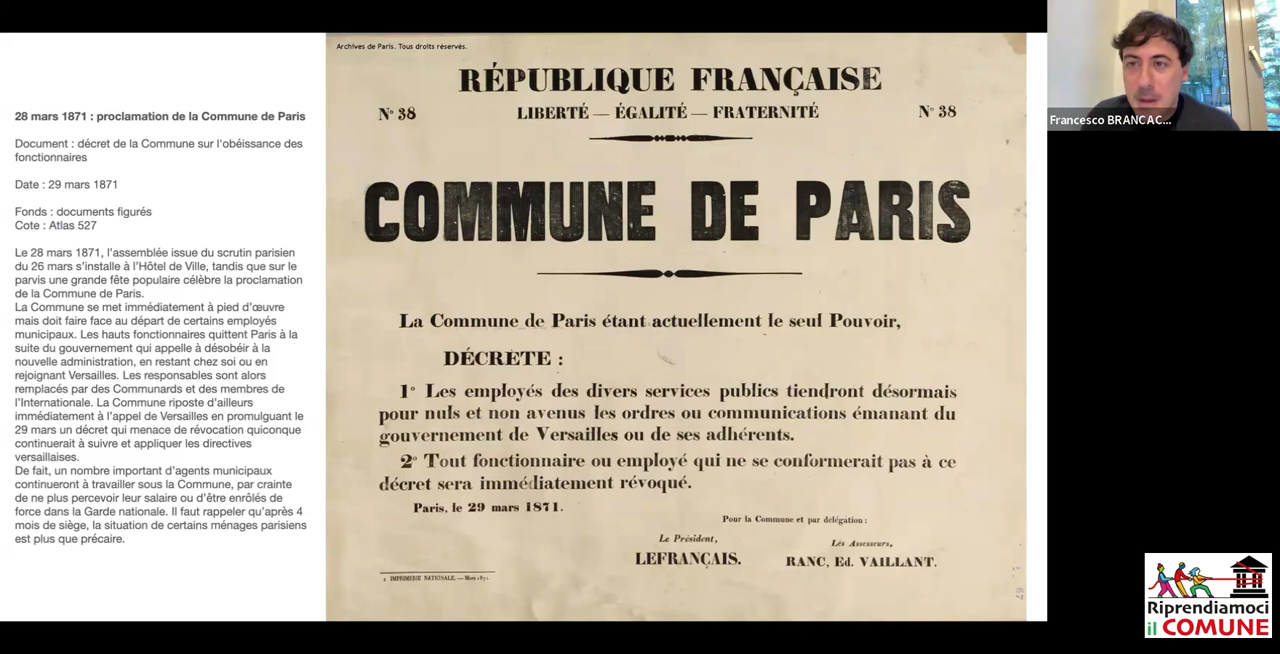 28 mars 1871 : proclamation de la Commune de Paris
Document : décret de la Commune sur l'obéissance des
fonctionnaires
Date : 29 mars 1871
Fonds : documents figurés
Cote : Atlas 527
Le 28 mars 1871, l'assemblée issue du scrutin parisien
du 26 mars s'installe à l'Hôtel de Ville, tandis que sur le
parvis une grande fête populaire célèbre la proclamation
de la Commune de Paris.
La Commune se met immédiatement à pied d'œuvre
mais doit faire face au départ de certains employés
municipaux. Les hauts fonctionnaires quittent Paris à la
suite du gouvernement qui appelle à désobéir à la
nouvelle administration, en restant chez soi ou en
rejoignant Versailles. Les responsables sont alors
remplacés par des Communards et des membres de
l'Internationale. La Commune riposte d'ailleurs
immédiatement à l'appel de Versailles en promulguant le
29 mars un décret qui menace de révocation quiconque
continuerait à suivre et appliquer les directives
versaillaises.
De fait, un nombre important d'agents municipaux
continueront à travailler sous la Commune, par crainte
de ne plus percevoir leur salaire ou d'être enrôlés de
force dans la Garde nationale. Il faut rappeler qu'après 4
mois de siège, la situation de certains ménages parisiens
est plus que précaire.
Archives de Paris. Tous droits réservés.
RÉPUBLIQUE FRANÇAISE
N° 38 LIBERTÉ — ÉGALITÉ — FRATERNITÉ N° 38
COMMUNE DE PARIS
La Commune de Paris étant actuellement le seul Pouvoir,
DÉCRÈTE :
1° Les employés des divers services publics tiendront désormais
pour nuls et non avenus les ordres ou communications émanant du
gouvernement de Versailles ou de ses adhérents.
2° Tout fonctionnaire ou employé qui ne se conformerait pas à ce
décret sera immédiatement révoqué.
Paris, le 29 mars 1871.
Pour la Commune et par délégation :
Le Président,
LEFRANÇAIS.
Les Assesseurs,
RANC, Ed. VAILLANT.
IMPRIMERIE NATIONALE. — Mars 1871.
Francesco BRANCAC...
Riprendiamoci
il COMUNE